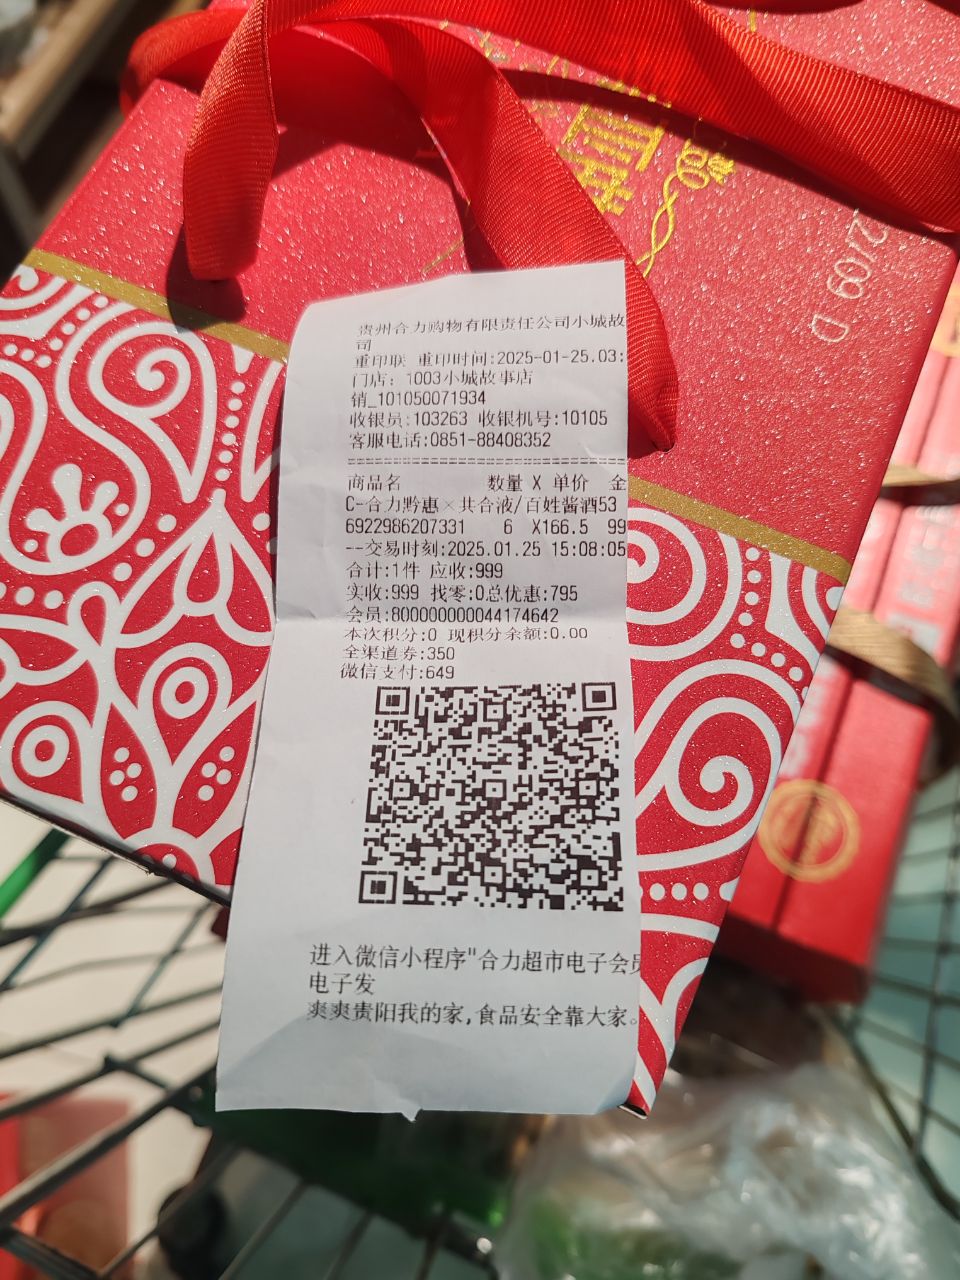 2/09 D
贵州合力购物有限责任公司小城故
司
重印联 重印时间:2025-01-25.03:
门店: 1003小城故事店
销_101050071934
收银员:103263 收银机号:10105
客服电话:0851-88408352
商品名 数量 X 单价 金
C-合力黔惠×共合液/百姓酱酒53
6922986207331 6 X166.5 99
--交易时刻:2025.01.25 15:08:05
合计:1件 应收:999
实收:999 找零:0总优惠:795
会员:800000000044174642
本次积分:0 现积分余额:0.00
全渠道券:350
微信支付:649
进入微信小程序"合力超市电子会员
电子发
爽爽贵阳我的家,食品安全靠大家。